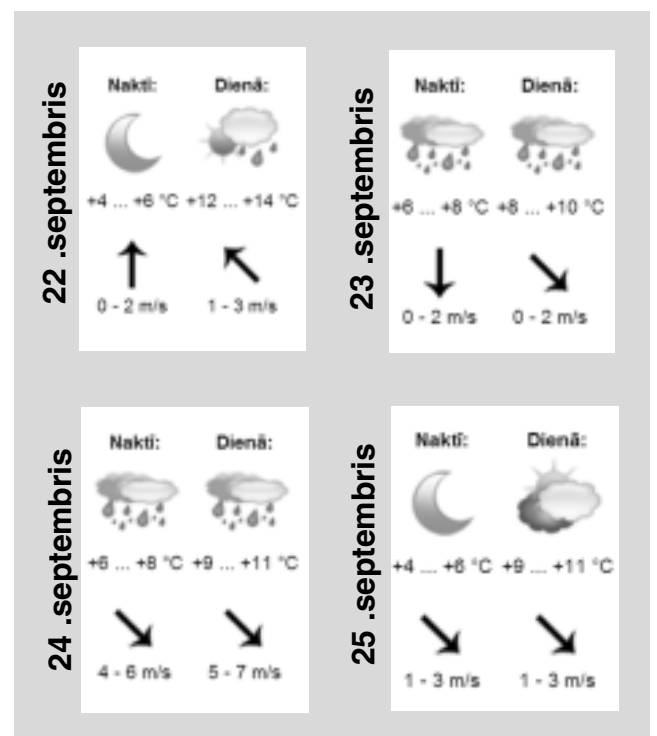 22 .septembris
Naktī: Dienā:
+4 ... +6 °C +12 ... +14 °C
0 - 2 m/s 1 - 3 m/s
23 .septembris
Naktī: Dienā:
+6 ... +8 °C +8 ... +10 °C
0 - 2 m/s 0 - 2 m/s
24 .septembris
Naktī: Dienā:
+6 ... +8 °C +9 ... +11 °C
4 - 6 m/s 5 - 7 m/s
25 .septembris
Naktī: Dienā:
+4 ... +6 °C +9 ... +11 °C
1 - 3 m/s 1 - 3 m/s